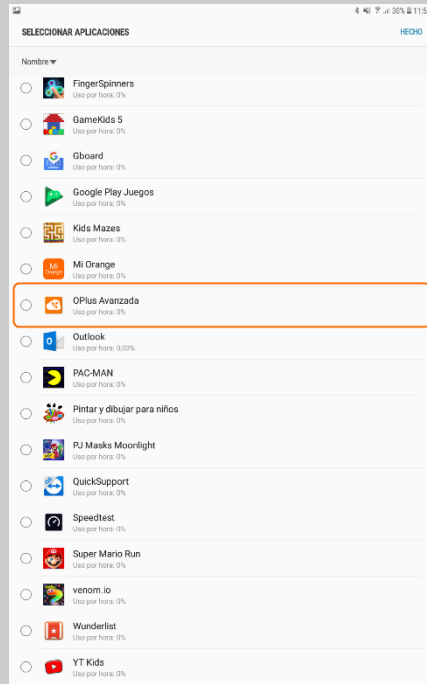 30% 11:5
SELECCIONAR APLICACIONES HECHO
Nombre
FingerSpinners
Uso por hora: 0%
GameKids 5
Uso por hora: 0%
Gboard
Uso por hora: 0%
Google Play Juegos
Uso por hora: 0%
Kids Mazes
Uso por hora: 0%
Mi Orange
Mi Orange
Uso por hora: 0%
OPlus Avanzada
Uso por hora: 0%
Outlook
Uso por hora: 0,03%
PAC-MAN
Uso por hora: 0%
Pintar y dibujar para niños
Uso por hora: 0%
PJ Masks Moonlight
Uso por hora: 0%
QuickSupport
Uso por hora: 0%
Speedtest
Uso por hora: 0%
Super Mario Run
Uso por hora: 0%
venom.io
Uso por hora: 0%
Wunderlist
Uso por hora: 0%
YT Kids
Uso por hora: 0%